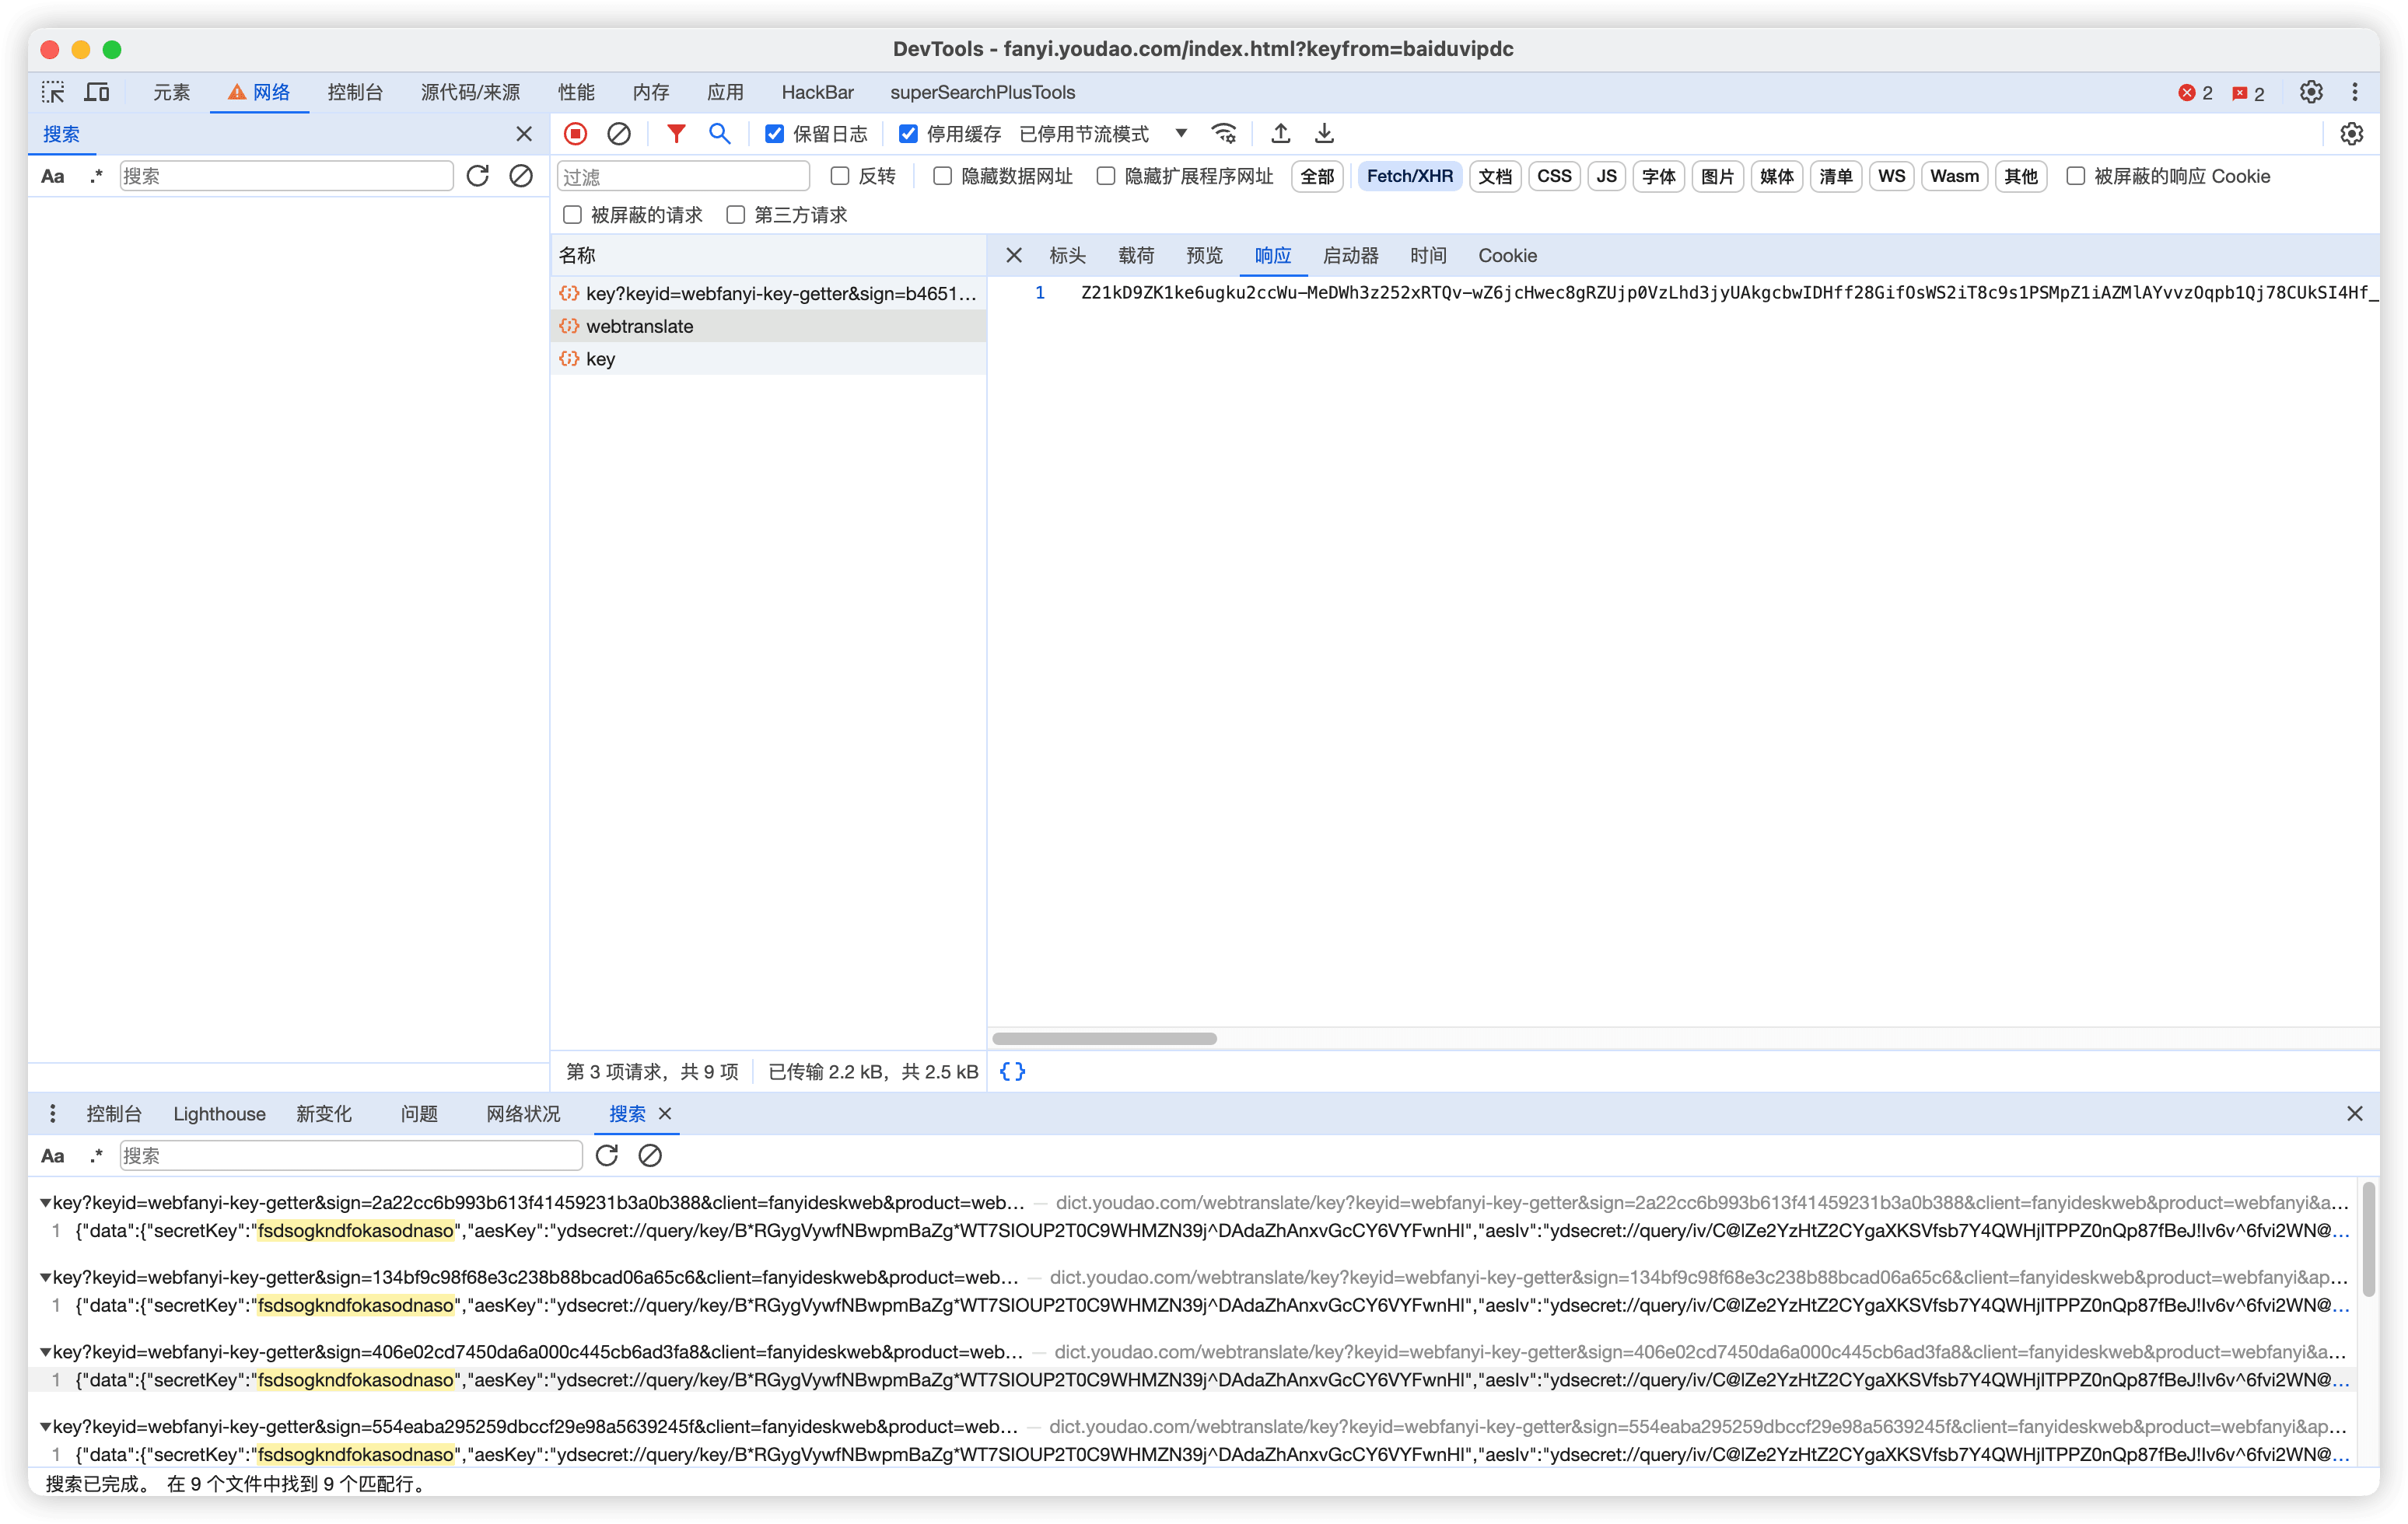 DevTools - fanyi.youdao.com/index.html?keyfrom=baiduvipdc
元素 网络 控制台 源代码/来源 性能 内存 应用 HackBar superSearchPlusTools 2 2
搜索
保留日志 停用缓存 已停用节流模式
Aa .* 搜索
过滤 反转 隐藏数据网址 隐藏扩展程序网址 全部 Fetch/XHR 文档 CSS JS 字体 图片 媒体 清单 WS Wasm 其他 被屏蔽的响应 Cookie
被屏蔽的请求 第三方请求
名称
标头 载荷 预览 响应 启动器 时间 Cookie
key?keyid=webfanyi-key-getter&sign=b4651…
webtranslate
key
1 Z21kD9ZK1ke6ugku2ccWu-MeDWh3z252xRTQv-wZ6jcHwec8gRZUjp0VzLhd3jyUAkgcbwIDHff28GifOsWS2iT8c9s1PSMpZ1iAZMlAYvvzOqpb1Qj78CUkSI4Hf_
第 3 项请求，共 9 项 已传输 2.2 kB，共 2.5 kB {}
控制台 Lighthouse 新变化 问题 网络状况 搜索
Aa .* 搜索
key?keyid=webfanyi-key-getter&sign=2a22cc6b993b613f41459231b3a0b388&client=fanyideskweb&product=web… — dict.youdao.com/webtranslate/key?keyid=webfanyi-key-getter&sign=2a22cc6b993b613f41459231b3a0b388&client=fanyideskweb&product=webfanyi&a…
1 {"data":{"secretKey":"fsdsogkndfokasodnaso","aesKey":"ydsecret://query/key/B*RGygVywfNBwpmBaZg*WT7SIOUP2T0C9WHMZN39j^DAdaZhAnxvGcCY6VYFwnHl","aesIv":"ydsecret://query/iv/C@lZe2YzHtZ2CYgaXKSVfsb7Y4QWHjITPPZ0nQp87fBeJ!Iv6v^6fvi2WN@…
key?keyid=webfanyi-key-getter&sign=134bf9c98f68e3c238b88bcad06a65c6&client=fanyideskweb&product=web… — dict.youdao.com/webtranslate/key?keyid=webfanyi-key-getter&sign=134bf9c98f68e3c238b88bcad06a65c6&client=fanyideskweb&product=webfanyi&ap…
1 {"data":{"secretKey":"fsdsogkndfokasodnaso","aesKey":"ydsecret://query/key/B*RGygVywfNBwpmBaZg*WT7SIOUP2T0C9WHMZN39j^DAdaZhAnxvGcCY6VYFwnHl","aesIv":"ydsecret://query/iv/C@lZe2YzHtZ2CYgaXKSVfsb7Y4QWHjITPPZ0nQp87fBeJ!Iv6v^6fvi2WN@…
key?keyid=webfanyi-key-getter&sign=406e02cd7450da6a000c445cb6ad3fa8&client=fanyideskweb&product=web… — dict.youdao.com/webtranslate/key?keyid=webfanyi-key-getter&sign=406e02cd7450da6a000c445cb6ad3fa8&client=fanyideskweb&product=webfanyi&a…
1 {"data":{"secretKey":"fsdsogkndfokasodnaso","aesKey":"ydsecret://query/key/B*RGygVywfNBwpmBaZg*WT7SIOUP2T0C9WHMZN39j^DAdaZhAnxvGcCY6VYFwnHl","aesIv":"ydsecret://query/iv/C@lZe2YzHtZ2CYgaXKSVfsb7Y4QWHjITPPZ0nQp87fBeJ!Iv6v^6fvi2WN@…
key?keyid=webfanyi-key-getter&sign=554eaba295259dbccf29e98a5639245f&client=fanyideskweb&product=web… — dict.youdao.com/webtranslate/key?keyid=webfanyi-key-getter&sign=554eaba295259dbccf29e98a5639245f&client=fanyideskweb&product=webfanyi&ap…
1 {"data":{"secretKey":"fsdsogkndfokasodnaso","aesKey":"ydsecret://query/key/B*RGygVywfNBwpmBaZg*WT7SIOUP2T0C9WHMZN39j^DAdaZhAnxvGcCY6VYFwnHl","aesIv":"ydsecret://query/iv/C@lZe2YzHtZ2CYgaXKSVfsb7Y4QWHjITPPZ0nQp87fBeJ!Iv6v^6fvi2WN@…
搜索已完成。 在 9 个文件中找到 9 个匹配行。